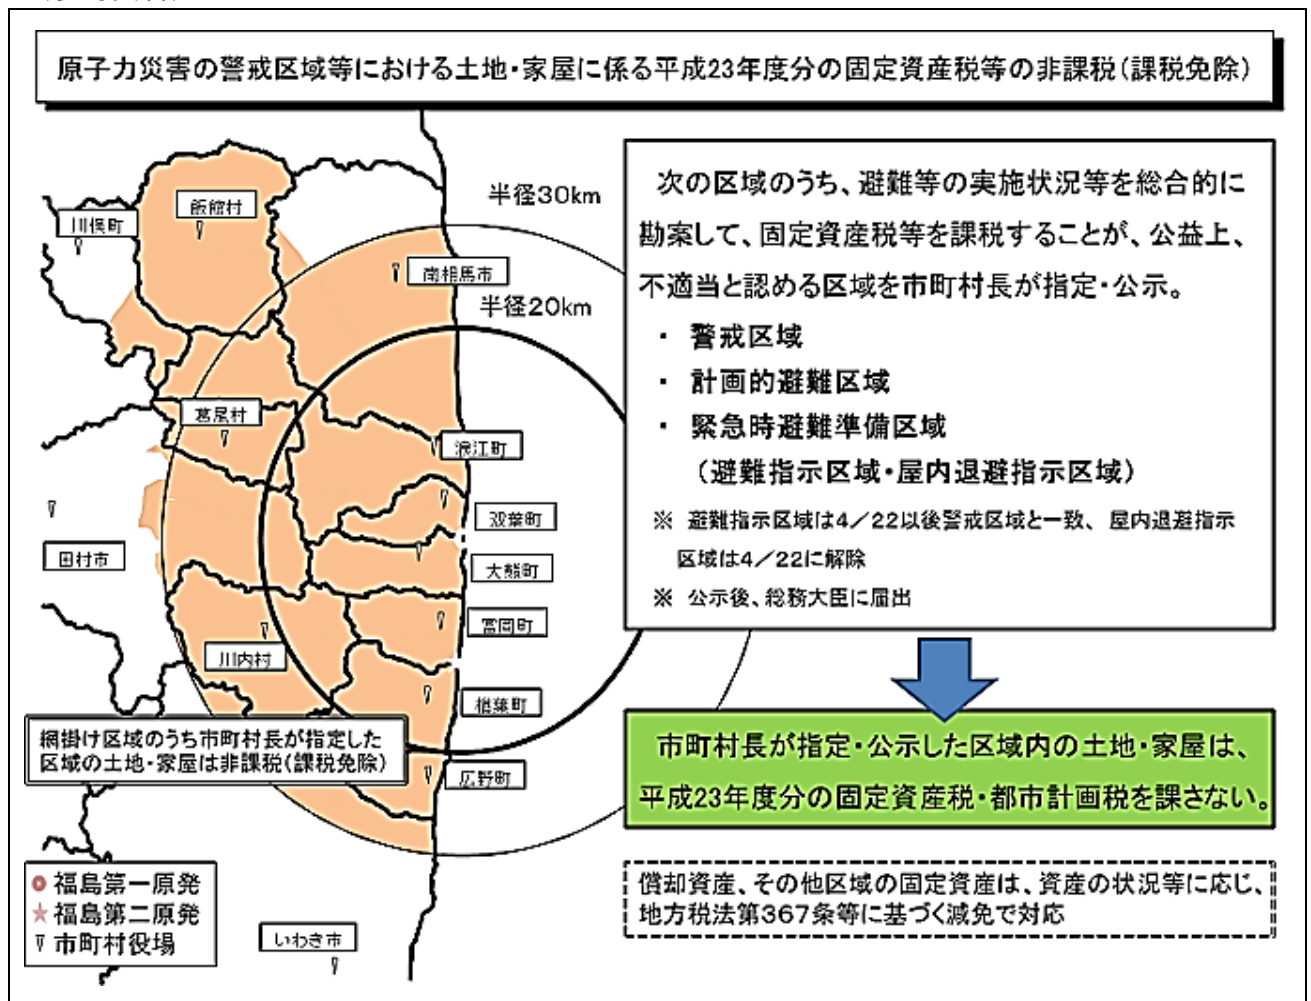 原子力災害の警戒区域等における土地・家屋に係る平成23年度分の固定資産税等の非課税(課税免除)
半径30km
半径20km
飯館村
川俣町
南相馬市
葛尾村
浪江町
双葉町
田村市
大熊町
富岡町
川内村
楢葉町
広野町
いわき市
網掛け区域のうち市町村長が指定した
区域の土地・家屋は非課税(課税免除)
福島第一原発
福島第二原発
市町村役場
次の区域のうち、避難等の実施状況等を総合的に
勘案して、固定資産税等を課税することが、公益上、
不適当と認める区域を市町村長が指定・公示。
・ 警戒区域
・ 計画的避難区域
・ 緊急時避難準備区域
(避難指示区域・屋内退避指示区域)
※ 避難指示区域は4/22以後警戒区域と一致、屋内退避指示
区域は4/22に解除
※ 公示後、総務大臣に届出
市町村長が指定・公示した区域内の土地・家屋は、
平成23年度分の固定資産税・都市計画税を課さない。
償却資産、その他区域の固定資産は、資産の状況等に応じ、
地方税法第367条等に基づく減免で対応